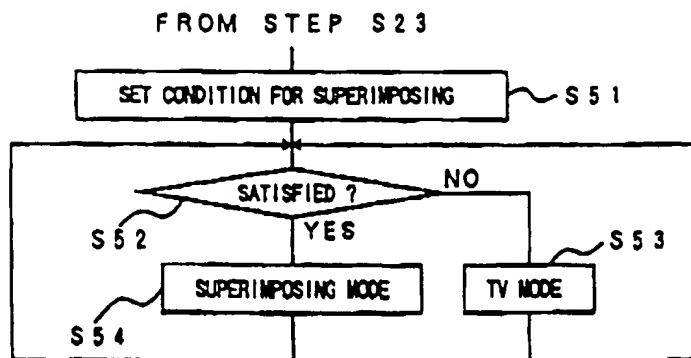 FROM STEP S23
SET CONDITION FOR SUPERIMPOSING
S51
SATISFIED ?
NO
S52
YES
S53
SUPERIMPOSING MODE
TV MODE
S54